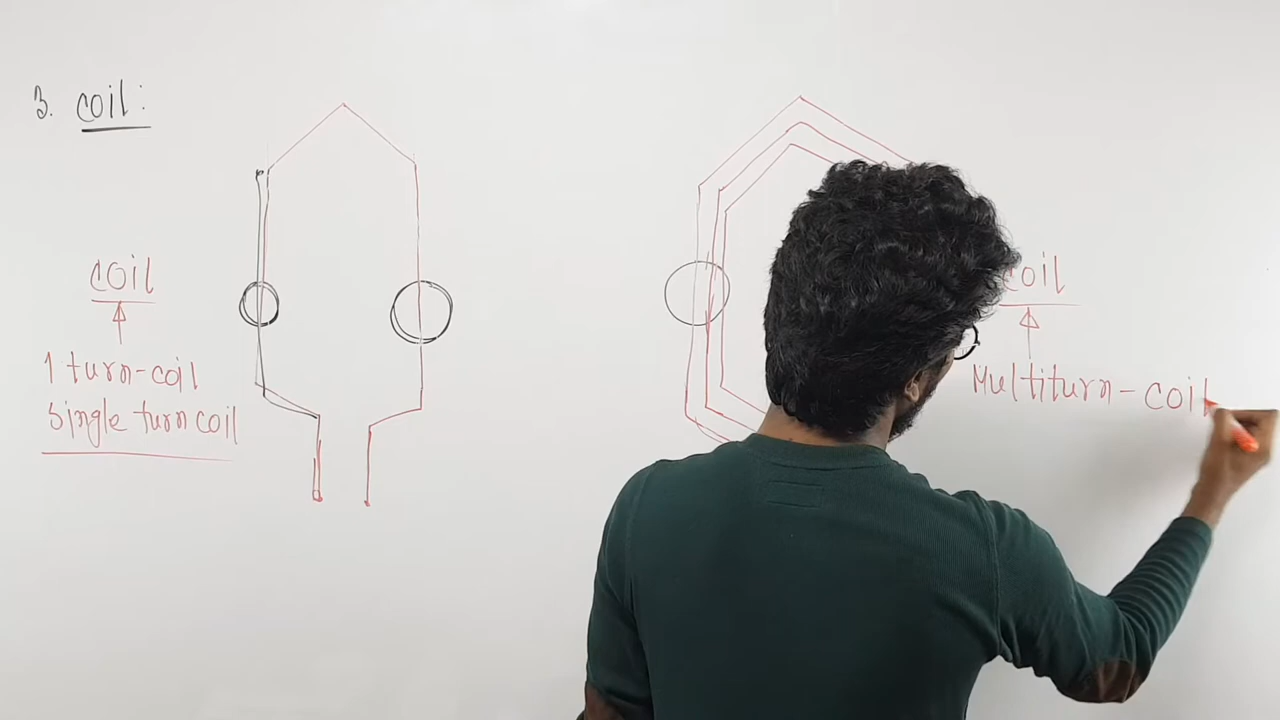 3. coil:
coil
1 turn-coil
single turn coil
coil
Multiturn-coil